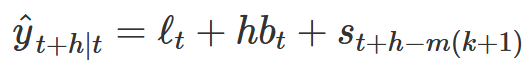 ŷ_{t+h|t} = ℓ_t + hb_t + s_{t+h−m(k+1)}